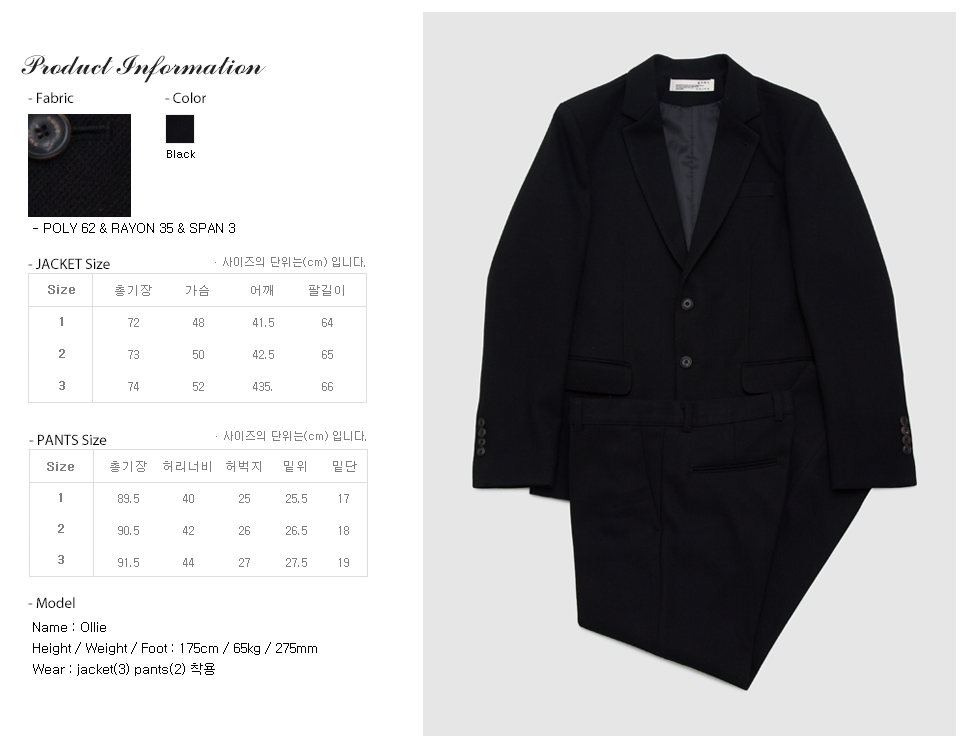 Product Information
- Fabric
- Color
Black
- POLY 62 & RAYON 35 & SPAN 3
- JACKET Size
· 사이즈의 단위는(cm) 입니다.
Size 총기장 가슴 어깨 팔길이
1 72 48 41.5 64
2 73 50 42.5 65
3 74 52 435. 66
- PANTS Size
· 사이즈의 단위는(cm) 입니다.
Size 총기장 허리너비 허벅지 밑위 밑단
1 89.5 40 25 25.5 17
2 90.5 42 26 26.5 18
3 91.5 44 27 27.5 19
- Model
Name : Ollie
Height / Weight / Foot : 175cm / 65kg / 275mm
Wear : jacket(3) pants(2) 착용